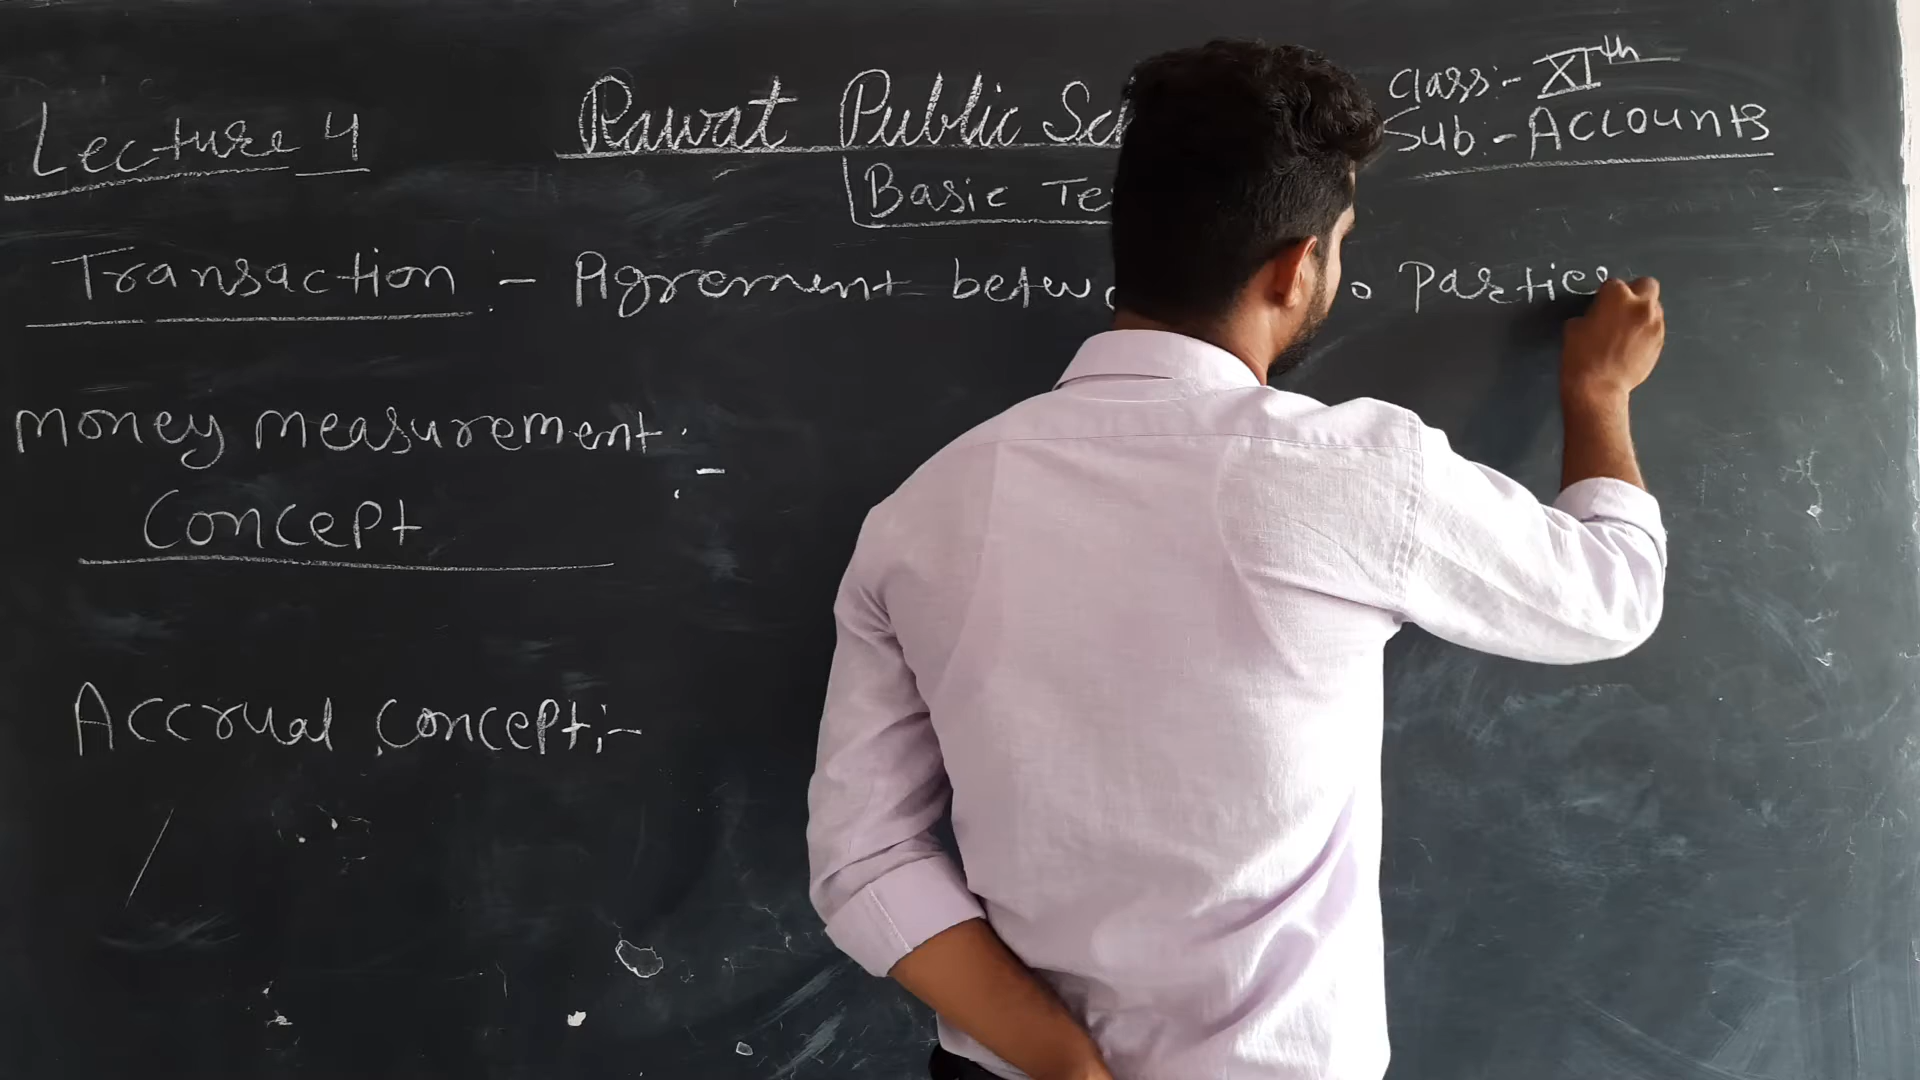 Lecture 4
Rawat Public Sc
Class:- XIth
Sub:- Accounts
Basic Te
Transaction :- Agrement betw o Parties
money measurement :-
Concept
Accrual concept:-